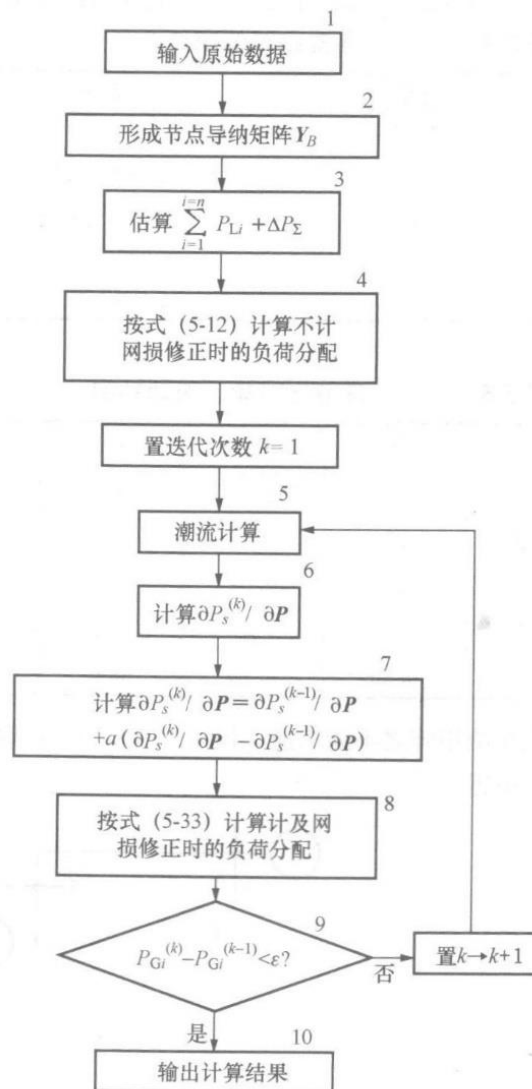 1
输入原始数据
2
形成节点导纳矩阵Y_B
3
估算 \sum_{i=1}^{i=n} P_{Li} + ΔP_Σ
4
按式（5-12）计算不计
网损修正时的负荷分配
置迭代次数 k = 1
5
潮流计算
6
计算∂P_s^{(k)}/ ∂P
7
计算∂P_s^{(k)}/ ∂P = ∂P_s^{(k-1)}/ ∂P
+a (∂P_s^{(k)}/ ∂P - ∂P_s^{(k-1)}/ ∂P)
8
按式（5-33）计算计及网
损修正时的负荷分配
9
P_{Gi}^{(k)}-P_{Gi}^{(k-1)}<ε?
否
置k→k+1
是
10
输出计算结果